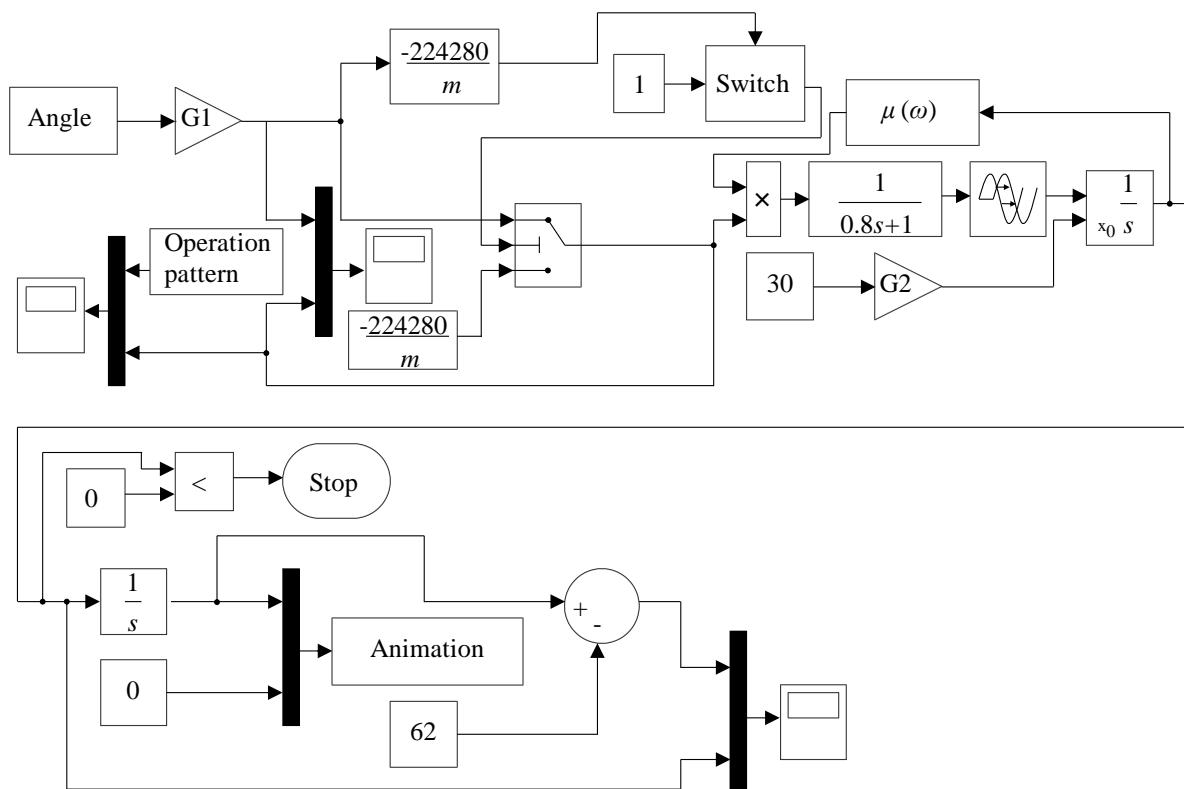 -224280
m
1
Switch
Angle
G1
μ (ω)
×
1
0.8s+1
1
x0 s
Operation
pattern
30
G2
-224280
m
0
<
Stop
1
s
+
-
Animation
0
62